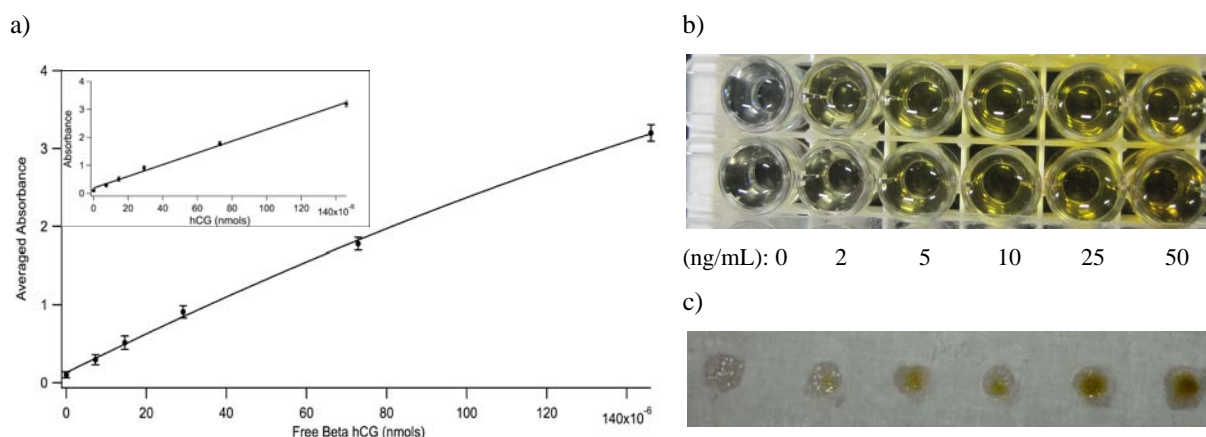 a)
b)
4
3
2
1
0
Averaged Absorbance
4
3
2
1
0
Absorbance
0
20
40
60
80
100
120
140x10-6
hCG (nmols)
0
20
40
60
80
100
120
140x10-6
Free Beta hCG (nmols)
(ng/mL): 0 2 5 10 25 50
c)